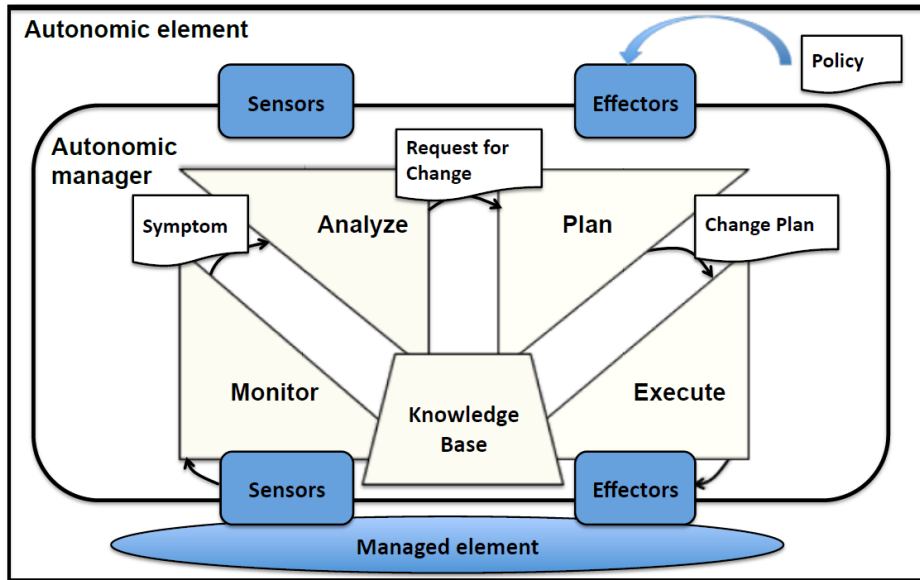 Autonomic element
Policy
Sensors
Effectors
Autonomic
manager
Request for
Change
Symptom
Analyze
Plan
Change Plan
Monitor
Execute
Knowledge
Base
Sensors
Effectors
Managed element